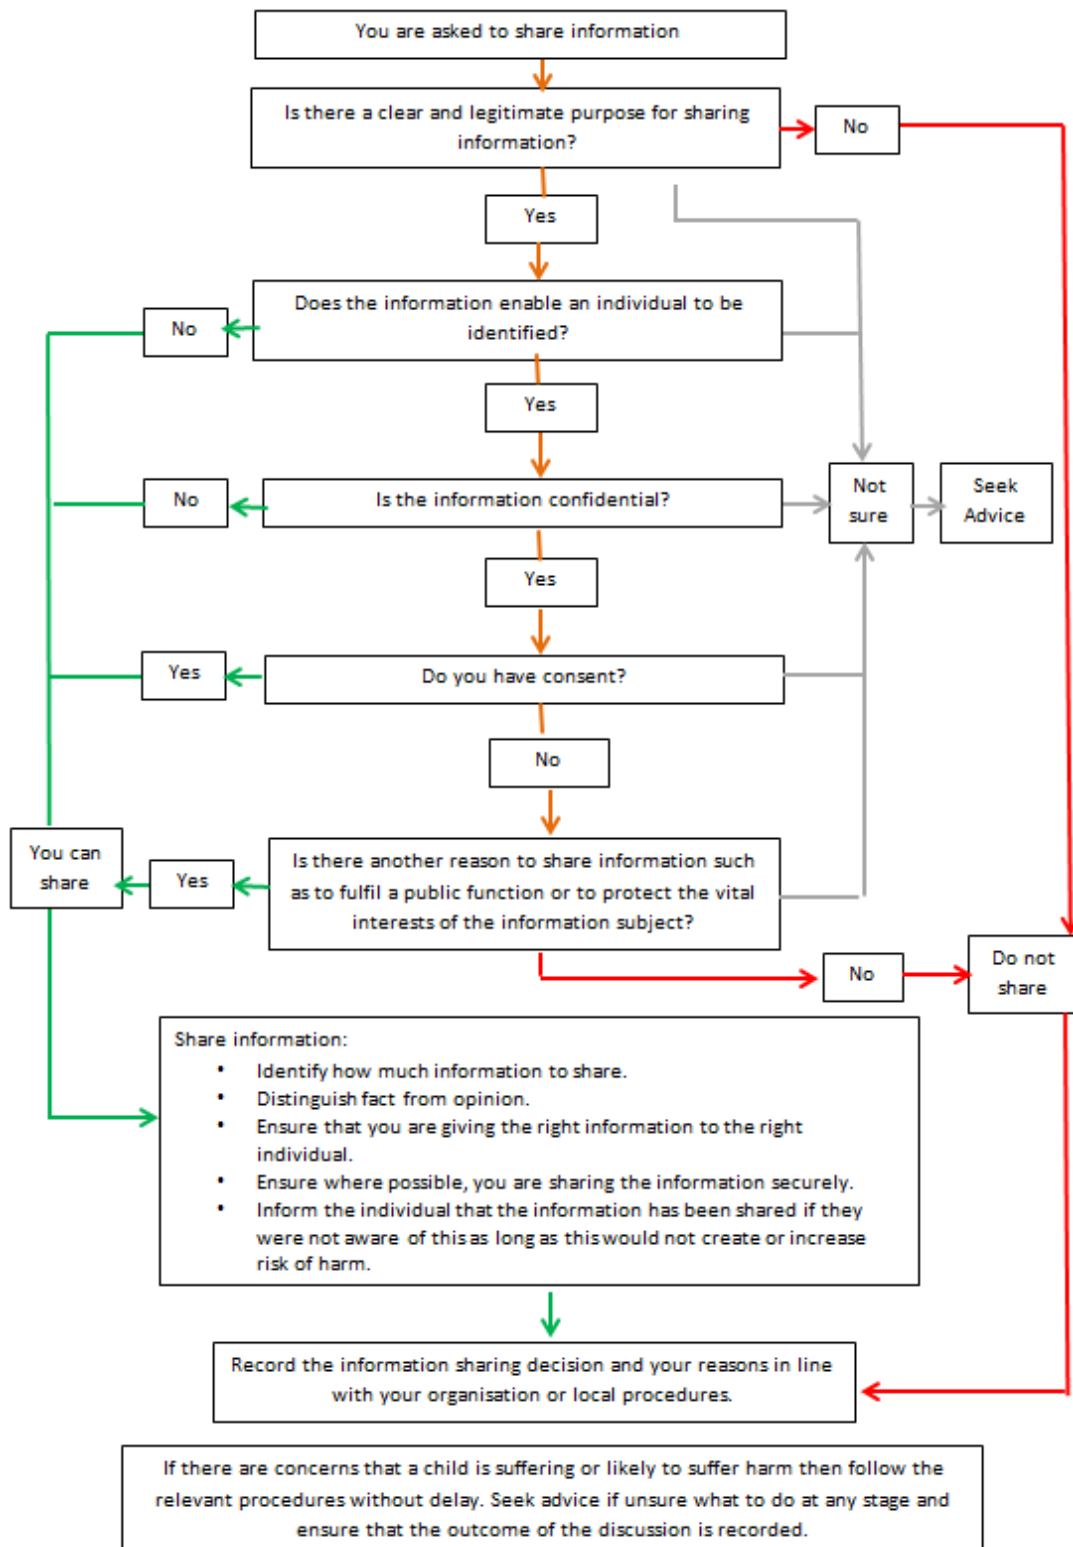 You are asked to share information
Is there a clear and legitimate purpose for sharing
information?
No
Yes
Does the information enable an individual to be
identified?
No
Yes
Is the information confidential?
No
Not
sure
Seek
Advice
Yes
Do you have consent?
Yes
No
You can
share
Yes
Is there another reason to share information such
as to fulfil a public function or to protect the vital
interests of the information subject?
No
Do not
share
Share information:
• Identify how much information to share.
• Distinguish fact from opinion.
• Ensure that you are giving the right information to the right
individual.
• Ensure where possible, you are sharing the information securely.
• Inform the individual that the information has been shared if they
were not aware of this as long as this would not create or increase
risk of harm.
Record the information sharing decision and your reasons in line
with your organisation or local procedures.
If there are concerns that a child is suffering or likely to suffer harm then follow the
relevant procedures without delay. Seek advice if unsure what to do at any stage and
ensure that the outcome of the discussion is recorded.